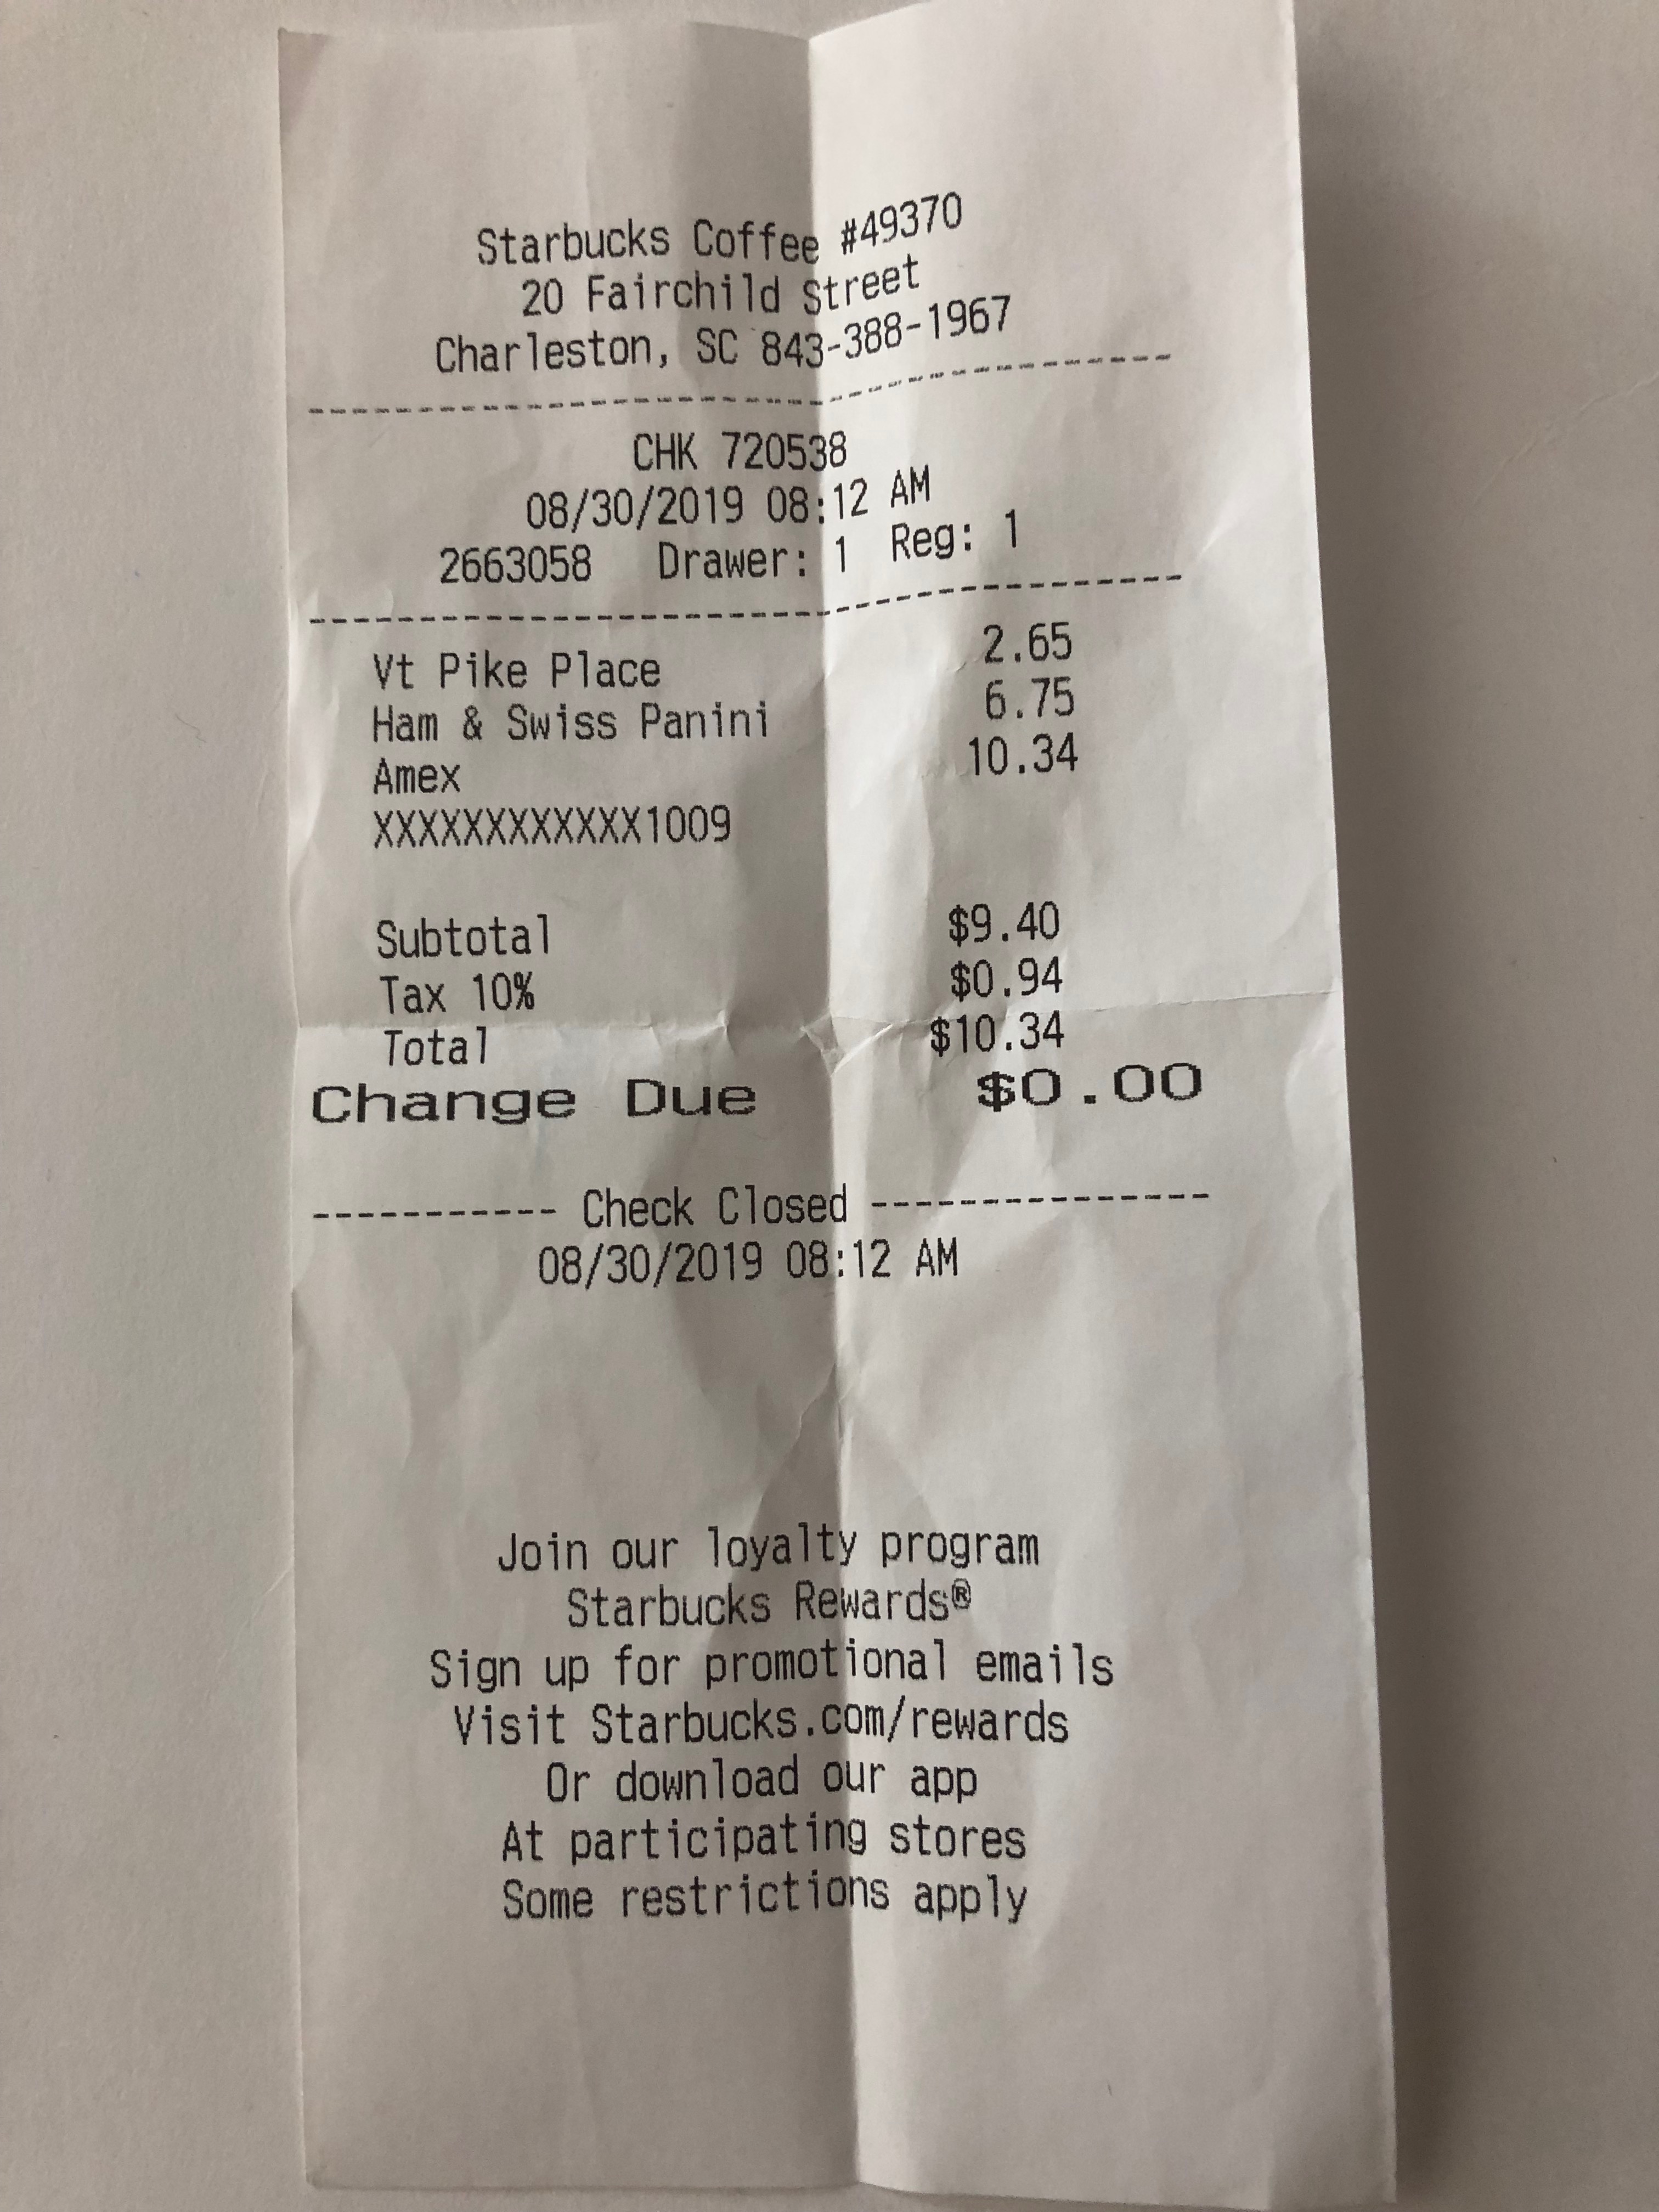 Starbucks Coffee #49370
20 Fairchild Street
Charleston, SC 843-388-1967
------------------------------------------
CHK 720538
08/30/2019 08:12 AM
2663058 Drawer: 1 Reg: 1
------------------------------------------
Vt Pike Place 2.65
Ham & Swiss Panini 6.75
Amex 10.34
XXXXXXXXXXXX1009
Subtotal $9.40
Tax 10% $0.94
Total $10.34
Change Due $0.00
----------- Check Closed ---------------
08/30/2019 08:12 AM
Join our loyalty program
Starbucks Rewards®
Sign up for promotional emails
Visit Starbucks.com/rewards
Or download our app
At participating stores
Some restrictions apply